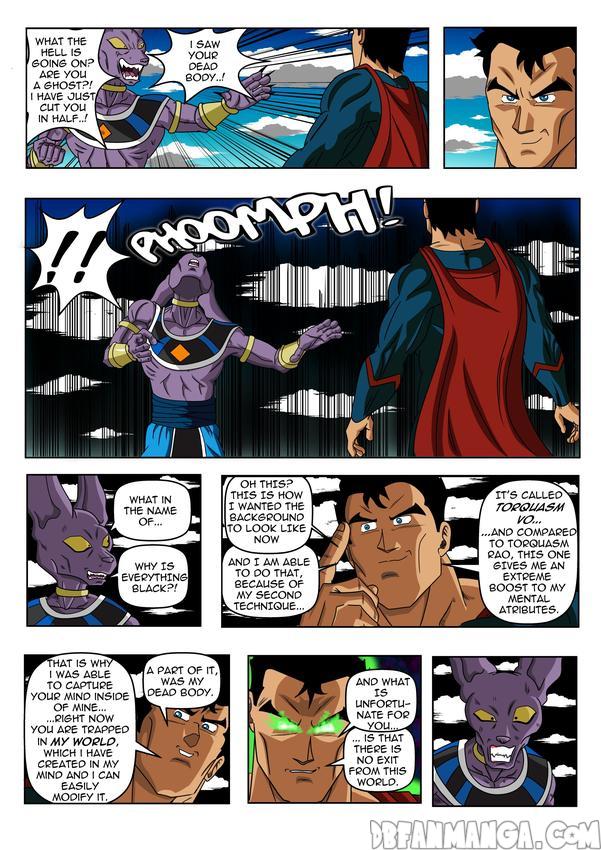 WHAT THE
HELL IS
GOING ON?
ARE YOU
A GHOST?!
I HAVE JUST
CUT YOU
IN HALF..!
I SAW
YOUR
DEAD
BODY..!
!!
PHOOMPH!
WHAT IN
THE NAME
OF...
WHY IS
EVERYTHING
BLACK?!
OH THIS?
THIS IS HOW
I WANTED THE
BACKGROUND
TO LOOK LIKE
NOW
AND I AM ABLE
TO DO THAT,
BECAUSE OF
MY SECOND
TECHNIQUE...
IT'S CALLED
TORQUASM
VO...
...AND COMPARED
TO TORQUASM
RAO, THIS ONE
GIVES ME AN
EXTREME
BOOST TO MY
MENTAL
ATRIBUTES.
THAT IS WHY
I WAS ABLE
TO CAPTURE
YOUR MIND INSIDE
OF MINE...
...RIGHT NOW
YOU ARE TRAPPED
IN MY WORLD,
WHICH I HAVE
CREATED IN MY
MIND AND I CAN
EASILY
MODIFY IT.
A PART OF IT,
WAS MY
DEAD BODY.
AND WHAT
IS
UNFORTU-
NATE FOR
YOU...
... IS THAT
THERE IS
NO EXIT
FROM THIS
WORLD.
DBFANMANGA.COM